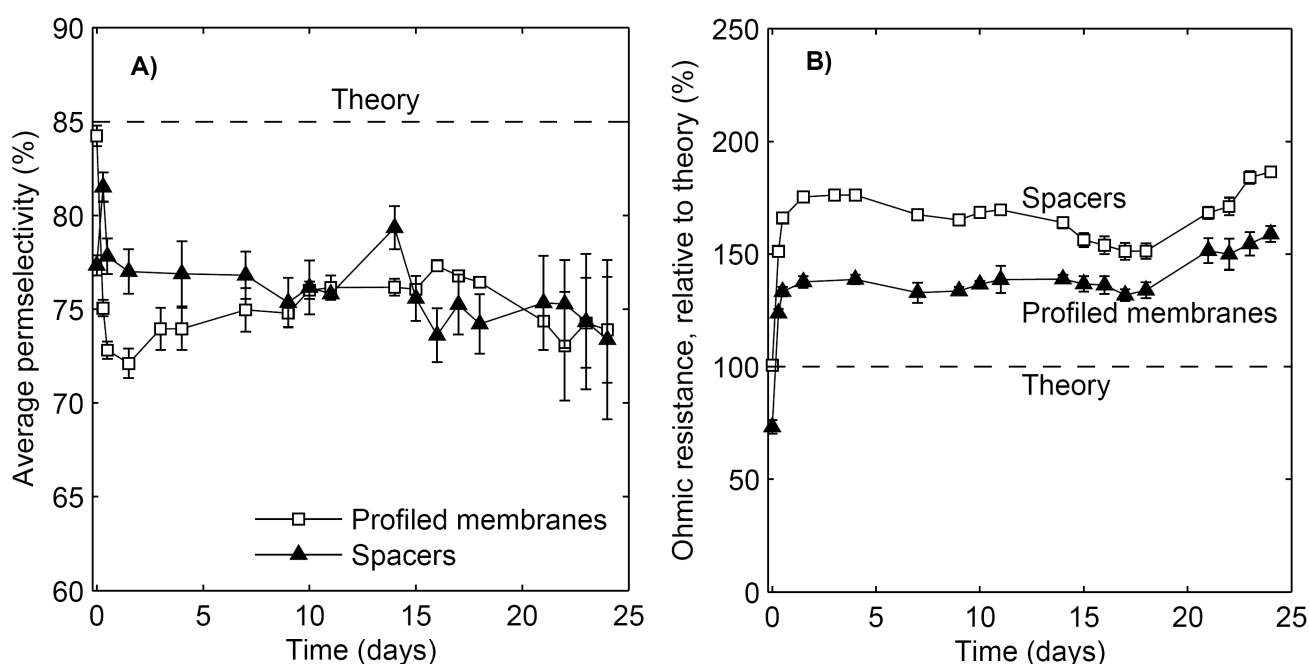 A)
Theory
Average permselectivity (%)
90
85
80
75
70
65
60
Profiled membranes
Spacers
0 5 10 15 20 25
Time (days)
B)
Ohmic resistance, relative to theory (%)
250
200
150
100
50
0
Spacers
Profiled membranes
Theory
0 5 10 15 20 25
Time (days)